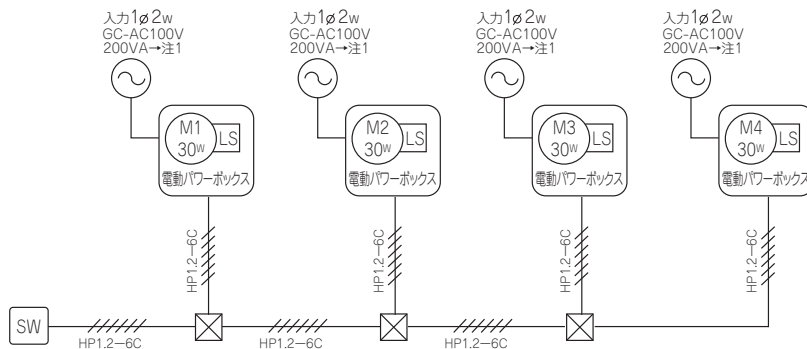 入力1ø2w
GC-AC100V
200VA→注1
入力1ø2w
GC-AC100V
200VA→注1
入力1ø2w
GC-AC100V
200VA→注1
入力1ø2w
GC-AC100V
200VA→注1
M1
30W
LS
電動パワーボックス
M2
30W
LS
電動パワーボックス
M3
30W
LS
電動パワーボックス
M4
30W
LS
電動パワーボックス
HP1.2－6C
HP1.2－6C
HP1.2－6C
HP1.2－6C
SW
HP1.2－6C
HP1.2－6C
HP1.2－6C